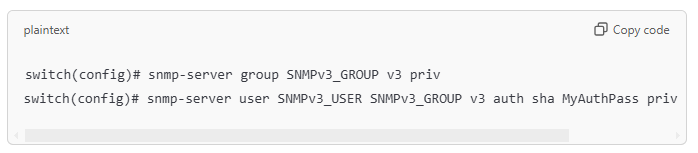 plaintext
Copy code
switch(config)# snmp-server group SNMPv3_GROUP v3 priv
switch(config)# snmp-server user SNMPv3_USER SNMPv3_GROUP v3 auth sha MyAuthPass priv